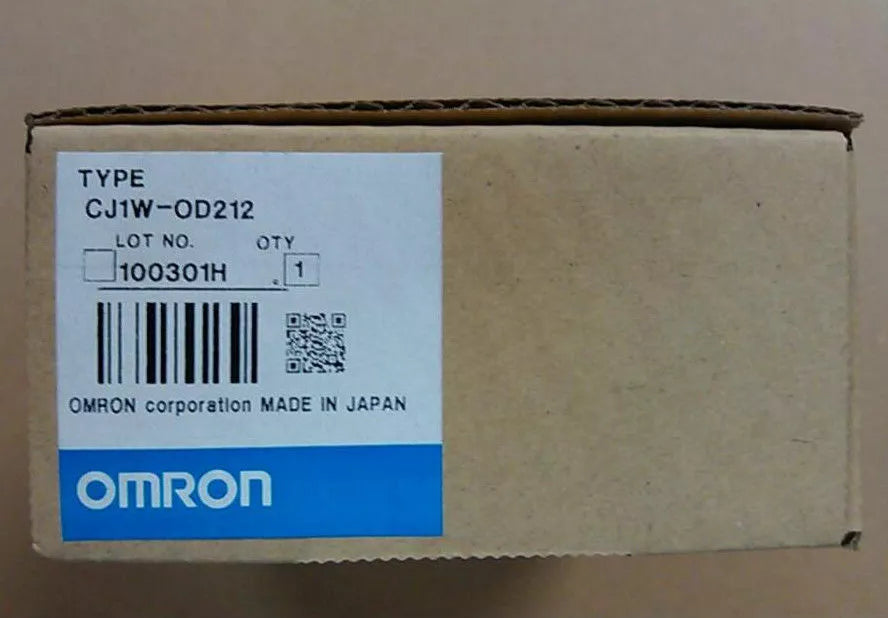 TYPE
CJ1W-OD212
LOT NO. QTY
100301H 1
OMRON corporation MADE IN JAPAN
OMRON